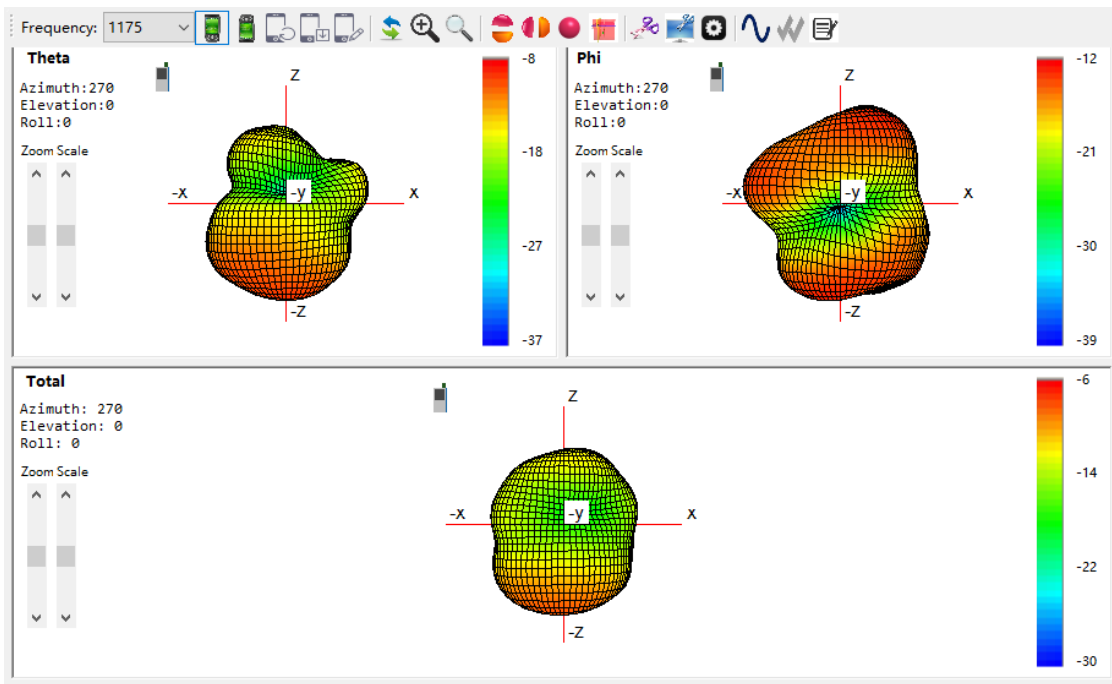 Frequency: 1175
Theta
Azimuth:270
Elevation:0
Roll:0
Zoom Scale
Z
-x
-y
x
-Z
-8
-18
-27
-37
Phi
Azimuth:270
Elevation:0
Roll:0
Zoom Scale
Z
-x
-y
x
-Z
-12
-21
-30
-39
Total
Azimuth: 270
Elevation: 0
Roll: 0
Zoom Scale
Z
-x
-y
x
-Z
-6
-14
-22
-30